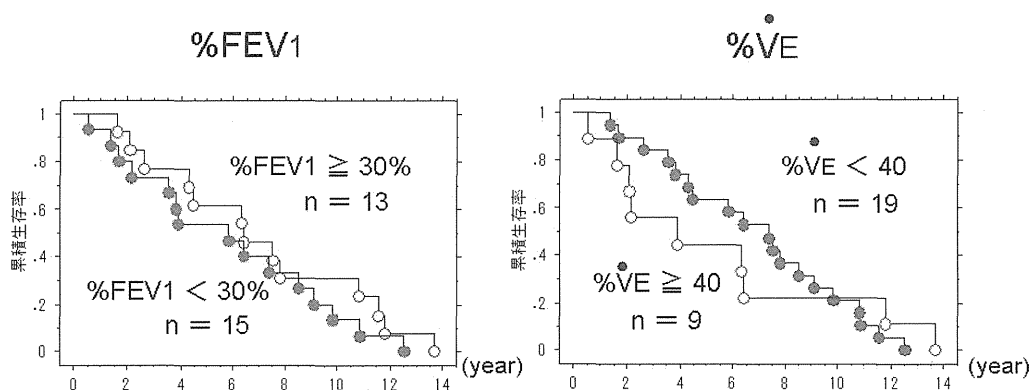 %FEV1
累積生存率
1
.8
.6
.4
.2
0
%FEV1 ≧ 30%
n = 13
%FEV1 < 30%
n = 15
0 2 4 6 8 10 12 14
(year)
%V̇E
累積生存率
1
.8
.6
.4
.2
0
%V̇E < 40
n = 19
%V̇E ≧ 40
n = 9
0 2 4 6 8 10 12 14
(year)